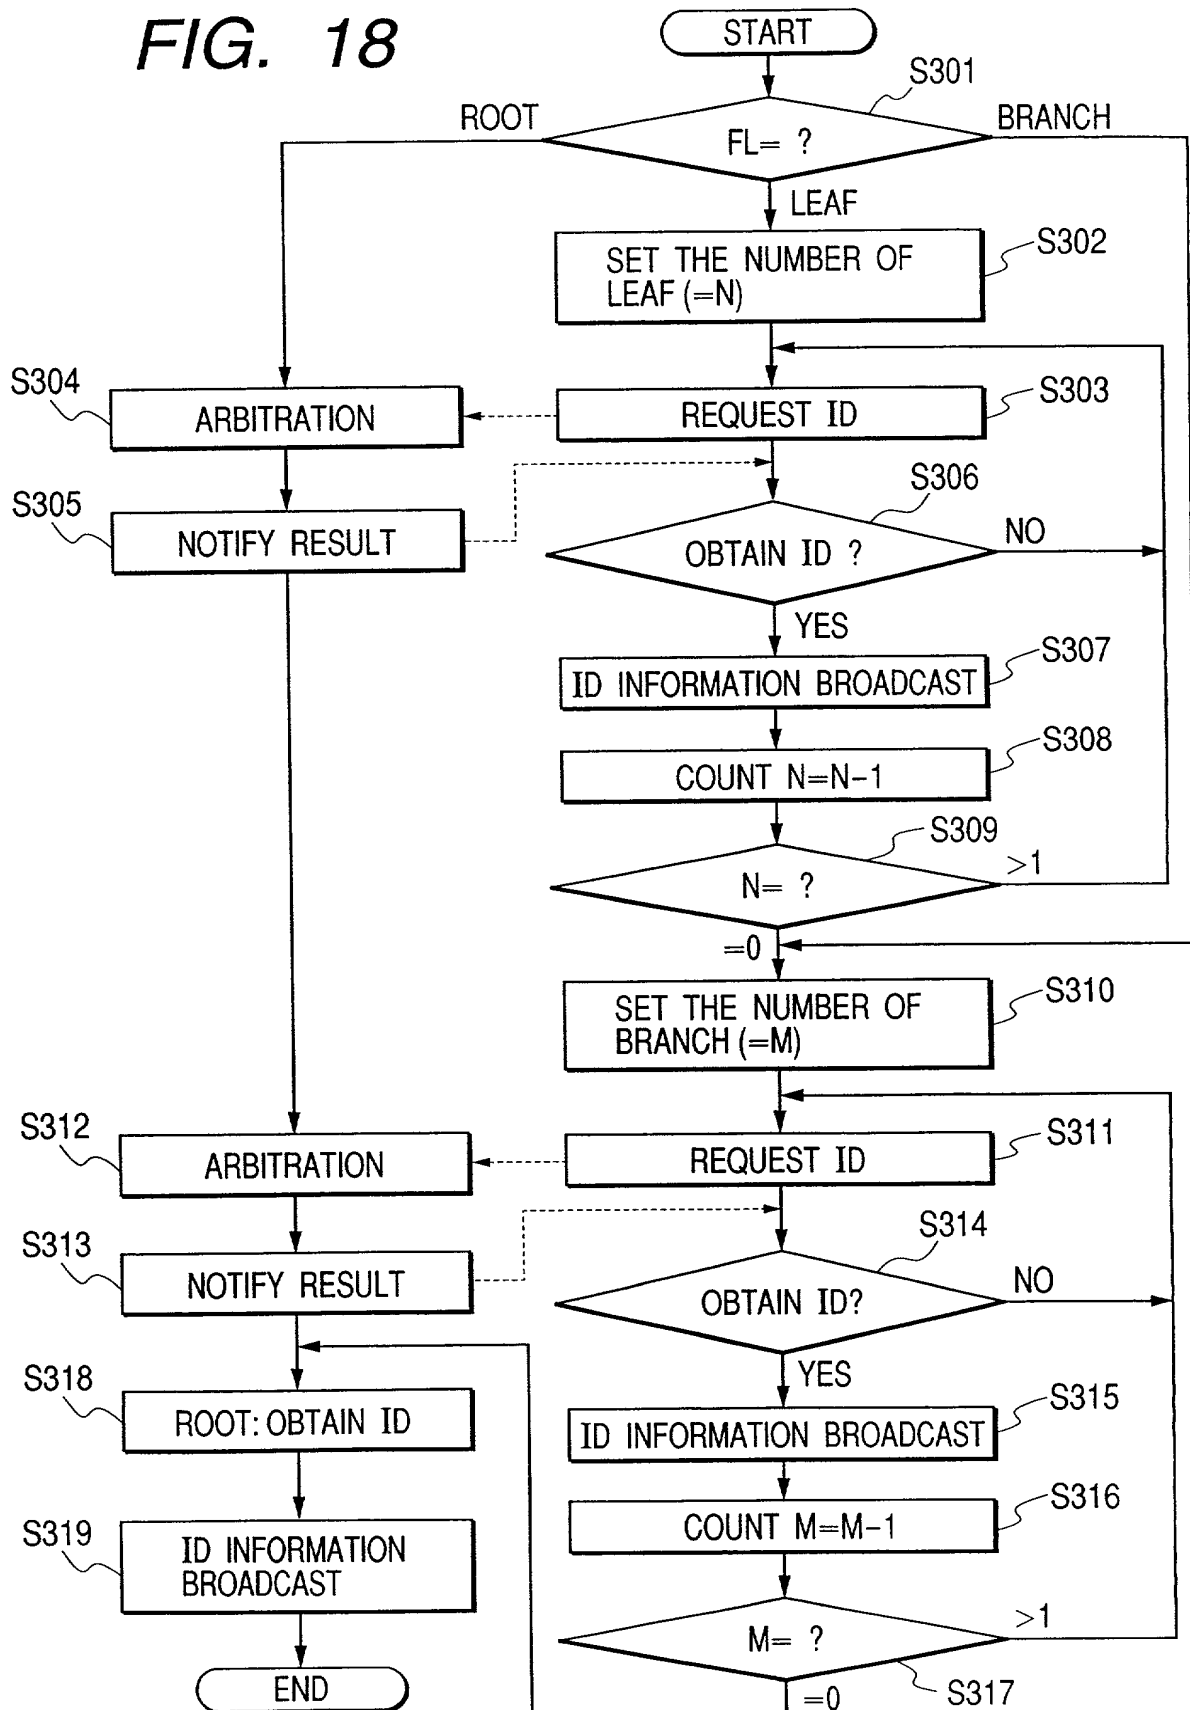 FIG. 18
START
S301
ROOT
FL= ?
BRANCH
LEAF
S302
SET THE NUMBER OF
LEAF (=N)
S304
ARBITRATION
S303
REQUEST ID
S305
NOTIFY RESULT
S306
OBTAIN ID ?
NO
YES
S307
ID INFORMATION BROADCAST
S308
COUNT N=N-1
S309
N= ?
>1
=0
S310
SET THE NUMBER OF
BRANCH (=M)
S312
ARBITRATION
S311
REQUEST ID
S313
NOTIFY RESULT
S314
OBTAIN ID?
NO
YES
S318
ROOT: OBTAIN ID
S315
ID INFORMATION BROADCAST
S316
COUNT M=M-1
S319
ID INFORMATION
BROADCAST
M= ?
>1
S317
=0
END